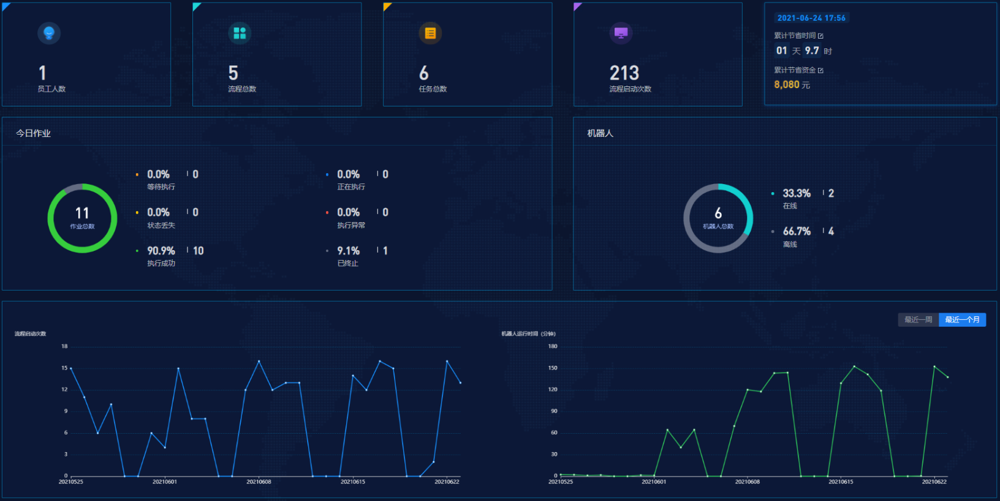 1
员工人数
5
流程总数
6
任务总数
213
流程启动次数
2021-06-24 17:56
累计节省时间
01 天 9.7 时
累计节省资金
8,080 元
今日作业
11
作业总数
0.0% 0
等待执行
0.0% 0
正在执行
0.0% 0
状态丢失
0.0% 0
执行异常
90.9% 10
执行成功
9.1% 1
已终止
机器人
6
机器人总数
33.3% 2
在线
66.7% 4
离线
最近一周 最近一个月
流程启动次数
18
15
12
9
6
3
0
20210525 20210601 20210608 20210615 20210622
机器人运行时间 (分钟)
180
150
120
90
60
30
0
20210525 20210601 20210608 20210615 20210622